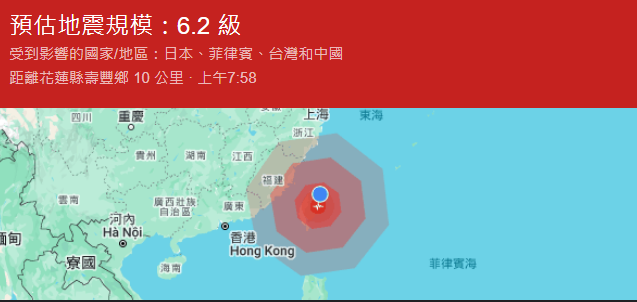 預估地震規模：6.2 級
受到影響的國家/地區：日本、菲律賓、台灣和中國
距離花蓮縣壽豐鄉 10 公里 · 上午7:58
四川
重慶
安徽
上海
東海
浙江
貴州
湖南
江西
福建
雲南
廣西壯族
自治區
廣東
河內
Hà Nội
香港
Hong Kong
緬甸
寮國
海南
菲律賓海